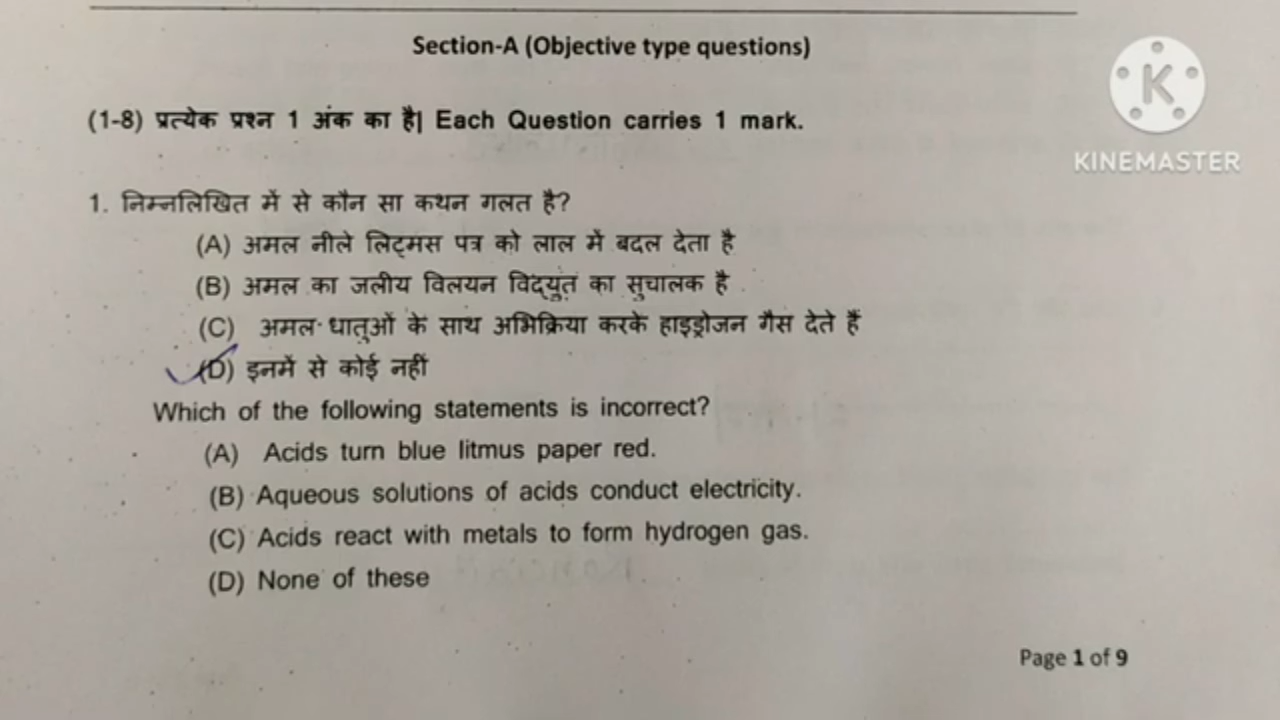 Section-A (Objective type questions)
K
(1-8) प्रत्येक प्रश्न 1 अंक का है| Each Question carries 1 mark.
KINEMASTER
1. निम्नलिखित में से कौन सा कथन गलत है?
(A) अमल नीले लिट्मस पत्र को लाल में बदल देता है
(B) अमल का जलीय विलयन विद्युत का सुचालक है
(C) अमल धातुओं के साथ अभिक्रिया करके हाइड्रोजन गैस देते हैं
(D) इनमें से कोई नहीं
Which of the following statements is incorrect?
(A) Acids turn blue litmus paper red.
(B) Aqueous solutions of acids conduct electricity.
(C) Acids react with metals to form hydrogen gas.
(D) None of these
Page 1 of 9